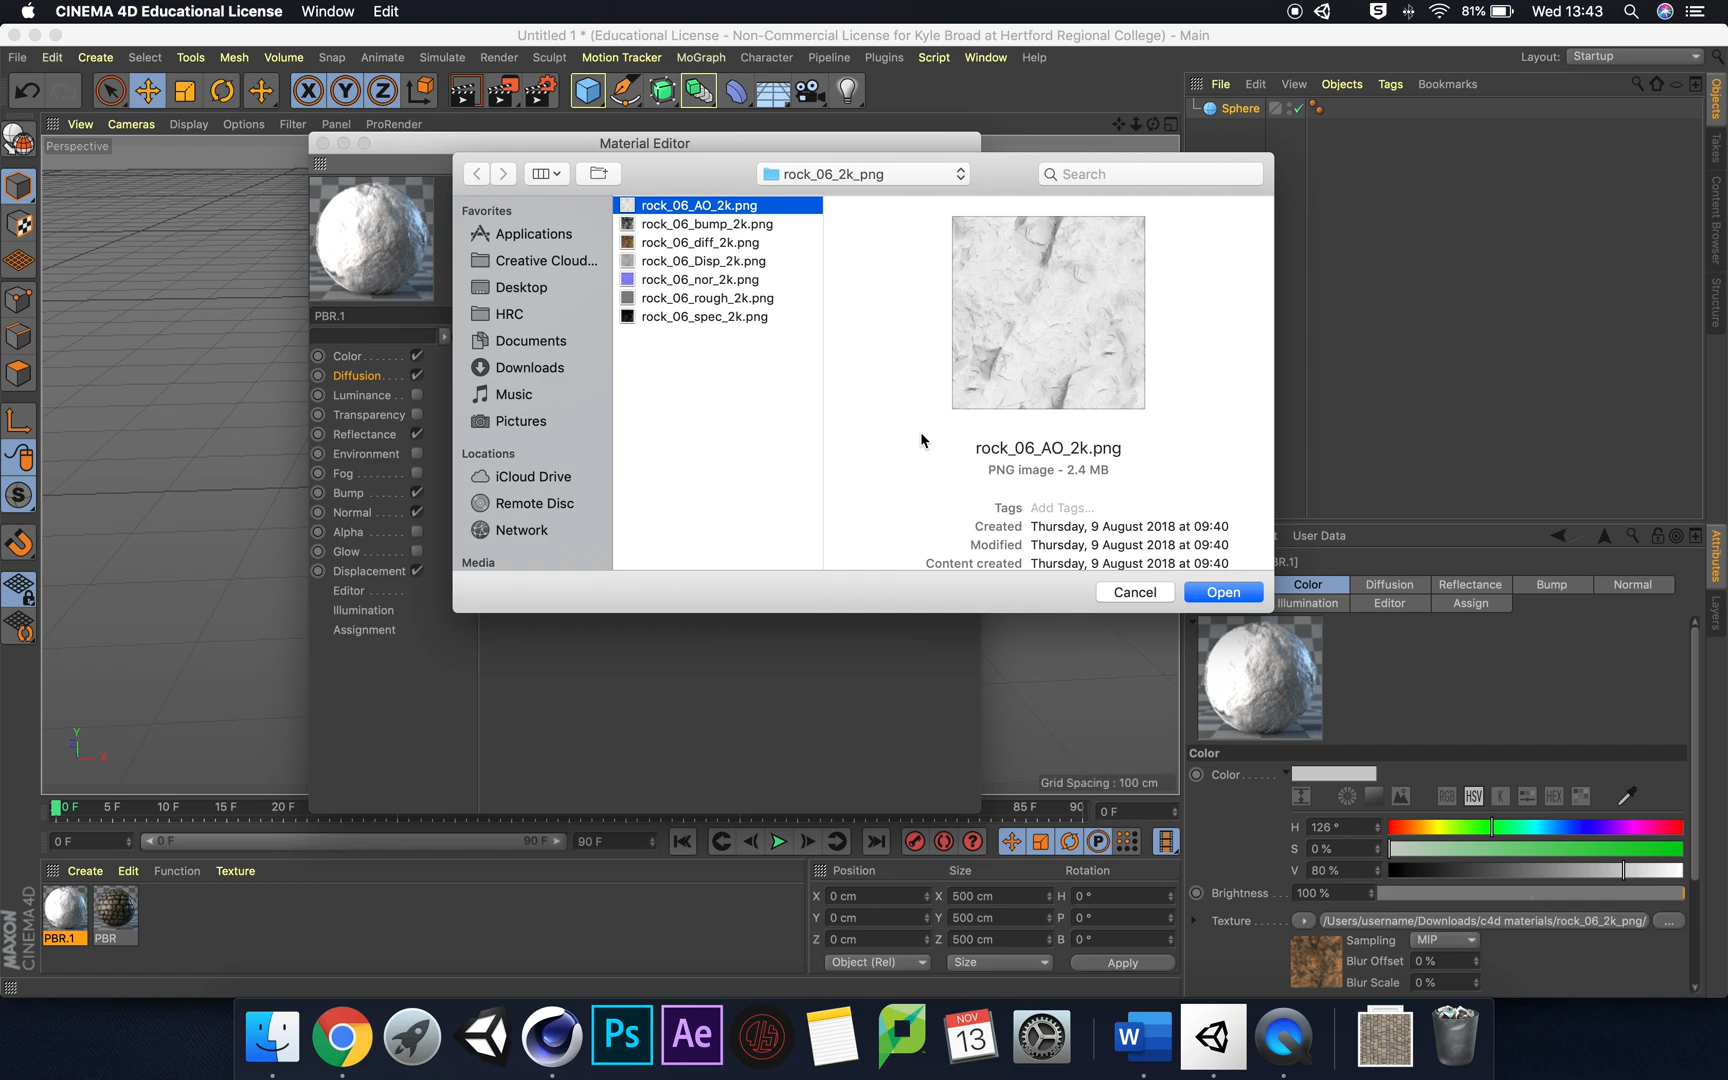 CINEMA 4D Educational License Window Edit 81% Wed 13:43
Untitled 1 * (Educational License - Non-Commercial License for Kyle Broad at Hertford Regional College) - Main
File Edit Create Select Tools Mesh Volume Snap Animate Simulate Render Sculpt Motion Tracker MoGraph Character Pipeline Plugins Script Window Help Layout: Startup
File Edit View Objects Tags Bookmarks
Sphere
View Cameras Display Options Filter Panel ProRender
Perspective
Material Editor
rock_06_2k_png
Search
Favorites
Applications
Creative Cloud...
Desktop
HRC
Documents
Downloads
Music
Pictures
Locations
iCloud Drive
Remote Disc
Network
Media
rock_06_AO_2k.png
rock_06_bump_2k.png
rock_06_diff_2k.png
rock_06_Disp_2k.png
rock_06_nor_2k.png
rock_06_rough_2k.png
rock_06_spec_2k.png
rock_06_AO_2k.png
PNG image - 2.4 MB
Tags Add Tags...
Created Thursday, 9 August 2018 at 09:40
Modified Thursday, 9 August 2018 at 09:40
Content created Thursday, 9 August 2018 at 09:40
Cancel Open
PBR.1
Color
Diffusion
Luminance
Transparency
Reflectance
Environment
Fog
Bump
Normal
Alpha
Glow
Displacement
Editor
Illumination
Assignment
Objects
Takes
Content Browser
Structure
Attributes
Layers
User Data
Color Diffusion Reflectance Bump Normal
Illumination Editor Assign
Color
Color
RGB HSV K HEX
H 126 °
S 0 %
V 80 %
Brightness 100 %
Texture /Users/username/Downloads/c4d materials/rock_06_2k_png/ ...
Sampling MIP
Blur Offset 0 %
Blur Scale 0 %
Y
Z
X
Grid Spacing : 100 cm
0 F 5 F 10 F 15 F 20 F 85 F 90 0 F
0 F 0 F 90 F 90 F
Create Edit Function Texture
PBR.1 PBR
Position Size Rotation
X 0 cm X 500 cm H 0 °
Y 0 cm Y 500 cm P 0 °
Z 0 cm Z 500 cm B 0 °
Object (Rel) Size Apply
MAXON
CINEMA 4D
Ps
Ae
NOV
13
W